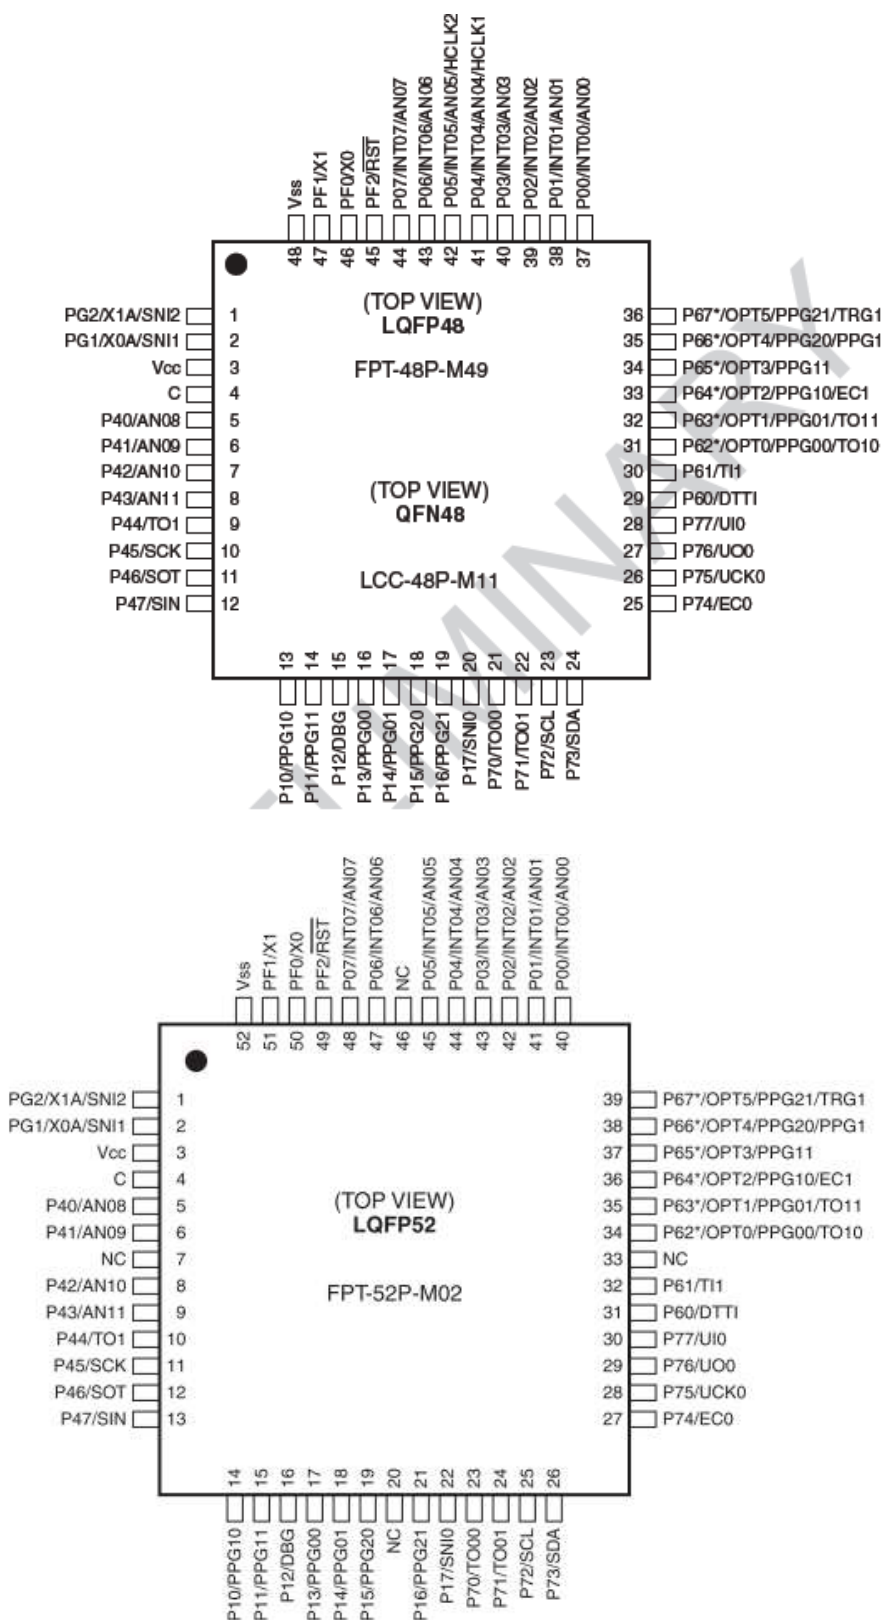 Vss
PF1/X1
PF0/X0
PF2/RST
P07/INT07/AN07
P06/INT06/AN06
P05/INT05/AN05/HCLK2
P04/INT04/AN04/HCLK1
P03/INT03/AN03
P02/INT02/AN02
P01/INT01/AN01
P00/INT00/AN00
48 47 46 45 44 43 42 41 40 39 38 37
(TOP VIEW)
LQFP48
FPT-48P-M49
(TOP VIEW)
QFN48
LCC-48P-M11
PG2/X1A/SNI2 1
PG1/X0A/SNI1 2
Vcc 3
C 4
P40/AN08 5
P41/AN09 6
P42/AN10 7
P43/AN11 8
P44/TO1 9
P45/SCK 10
P46/SOT 11
P47/SIN 12
36 P67*/OPT5/PPG21/TRG1
35 P66*/OPT4/PPG20/PPG1
34 P65*/OPT3/PPG11
33 P64*/OPT2/PPG10/EC1
32 P63*/OPT1/PPG01/TO11
31 P62*/OPT0/PPG00/TO10
30 P61/TI1
29 P60/DTTI
28 P77/UI0
27 P76/UO0
26 P75/UCK0
25 P74/EC0
13 14 15 16 17 18 19 20 21 22 23 24
P10/PPG10
P11/PPG11
P12/DBG
P13/PPG00
P14/PPG01
P15/PPG20
P16/PPG21
P17/SNI0
P70/TO00
P71/TO01
P72/SCL
P73/SDA
Vss
PF1/X1
PF0/X0
PF2/RST
P07/INT07/AN07
P06/INT06/AN06
NC
P05/INT05/AN05
P04/INT04/AN04
P03/INT03/AN03
P02/INT02/AN02
P01/INT01/AN01
P00/INT00/AN00
52 51 50 49 48 47 46 45 44 43 42 41 40
(TOP VIEW)
LQFP52
FPT-52P-M02
PG2/X1A/SNI2 1
PG1/X0A/SNI1 2
Vcc 3
C 4
P40/AN08 5
P41/AN09 6
NC 7
P42/AN10 8
P43/AN11 9
P44/TO1 10
P45/SCK 11
P46/SOT 12
P47/SIN 13
39 P67*/OPT5/PPG21/TRG1
38 P66*/OPT4/PPG20/PPG1
37 P65*/OPT3/PPG11
36 P64*/OPT2/PPG10/EC1
35 P63*/OPT1/PPG01/TO11
34 P62*/OPT0/PPG00/TO10
33 NC
32 P61/TI1
31 P60/DTTI
30 P77/UI0
29 P76/UO0
28 P75/UCK0
27 P74/EC0
14 15 16 17 18 19 20 21 22 23 24 25 26
P10/PPG10
P11/PPG11
P12/DBG
P13/PPG00
P14/PPG01
P15/PPG20
NC
P16/PPG21
P17/SNI0
P70/TO00
P71/TO01
P72/SCL
P73/SDA